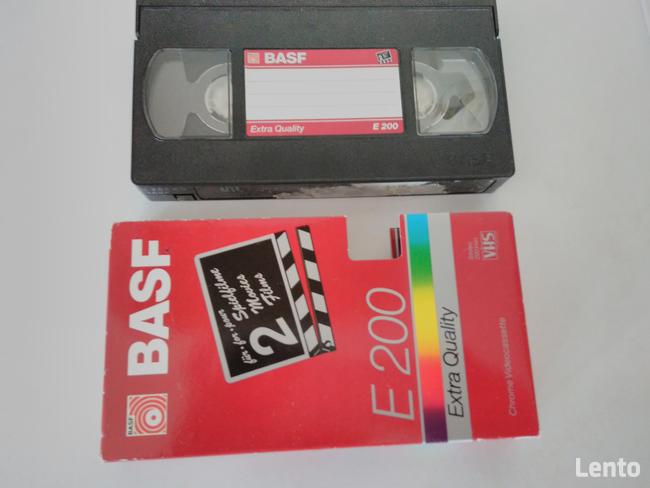 BASF
Extra Quality E 200
BASF
BASF
für • for • pour
2 Spielfilme
Movies
Films
E 200
Extra Quality
VHS
Chrome Videocassette
Lento